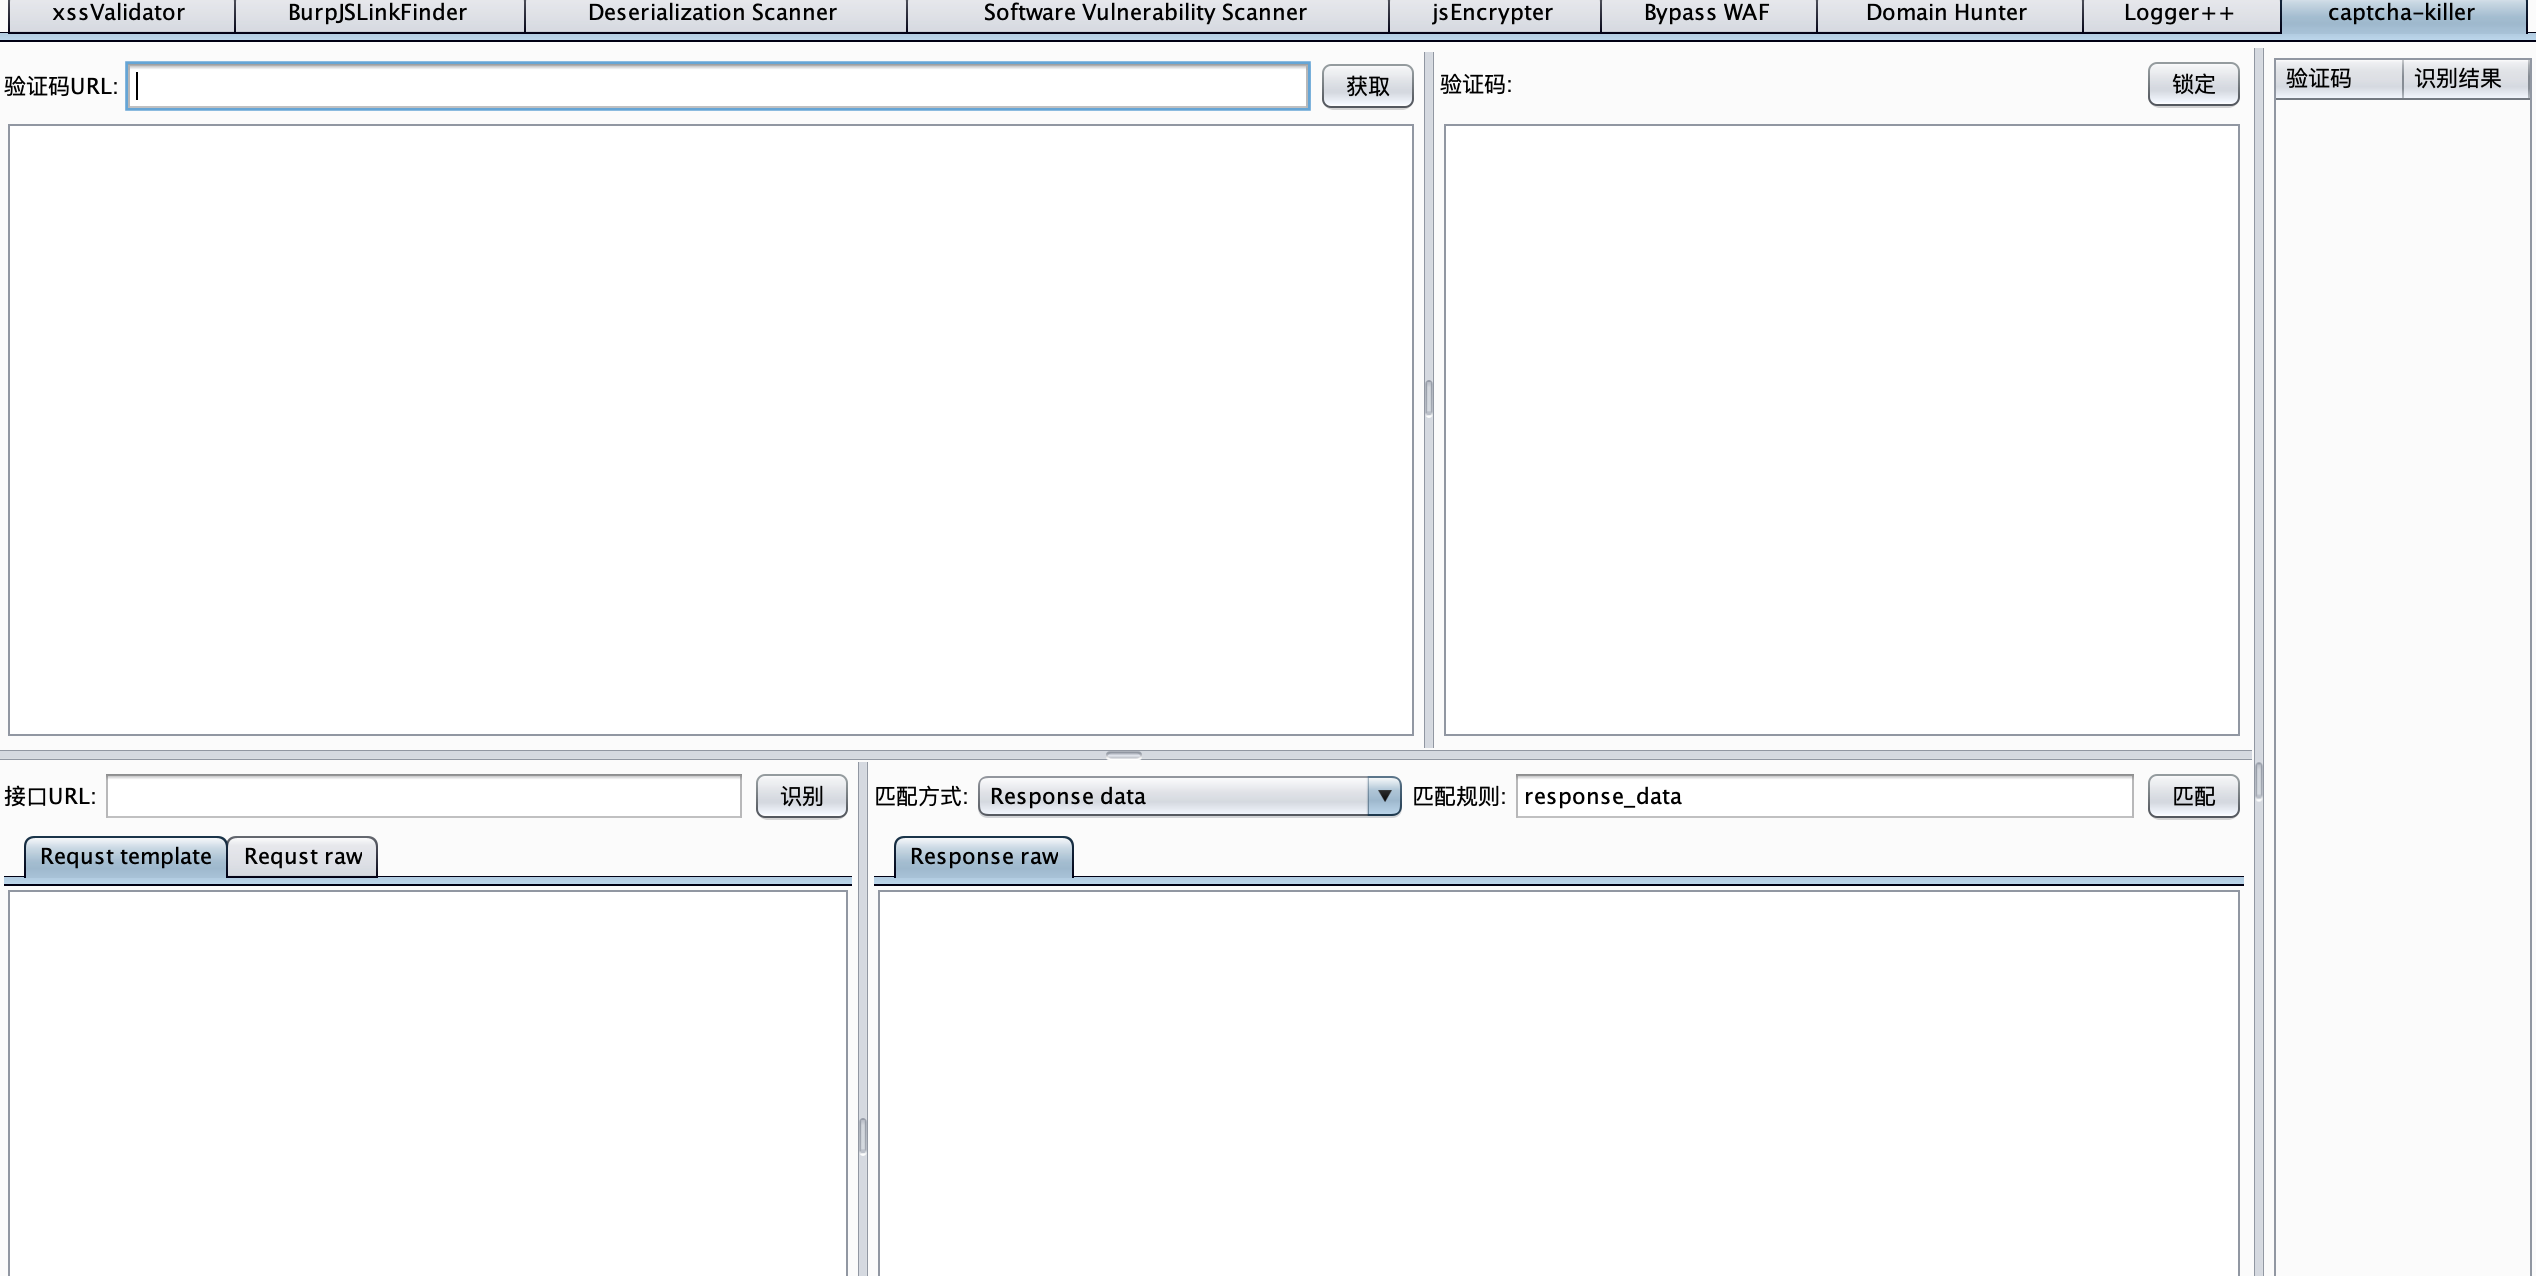 xssValidator BurpJSLinkFinder Deserialization Scanner Software Vulnerability Scanner jsEncrypter Bypass WAF Domain Hunter Logger++ captcha-killer
验证码URL: 获取 验证码: 锁定 验证码 识别结果
接口URL: 识别 匹配方式: Response data 匹配规则: response_data 匹配
Requst template Requst raw Response raw